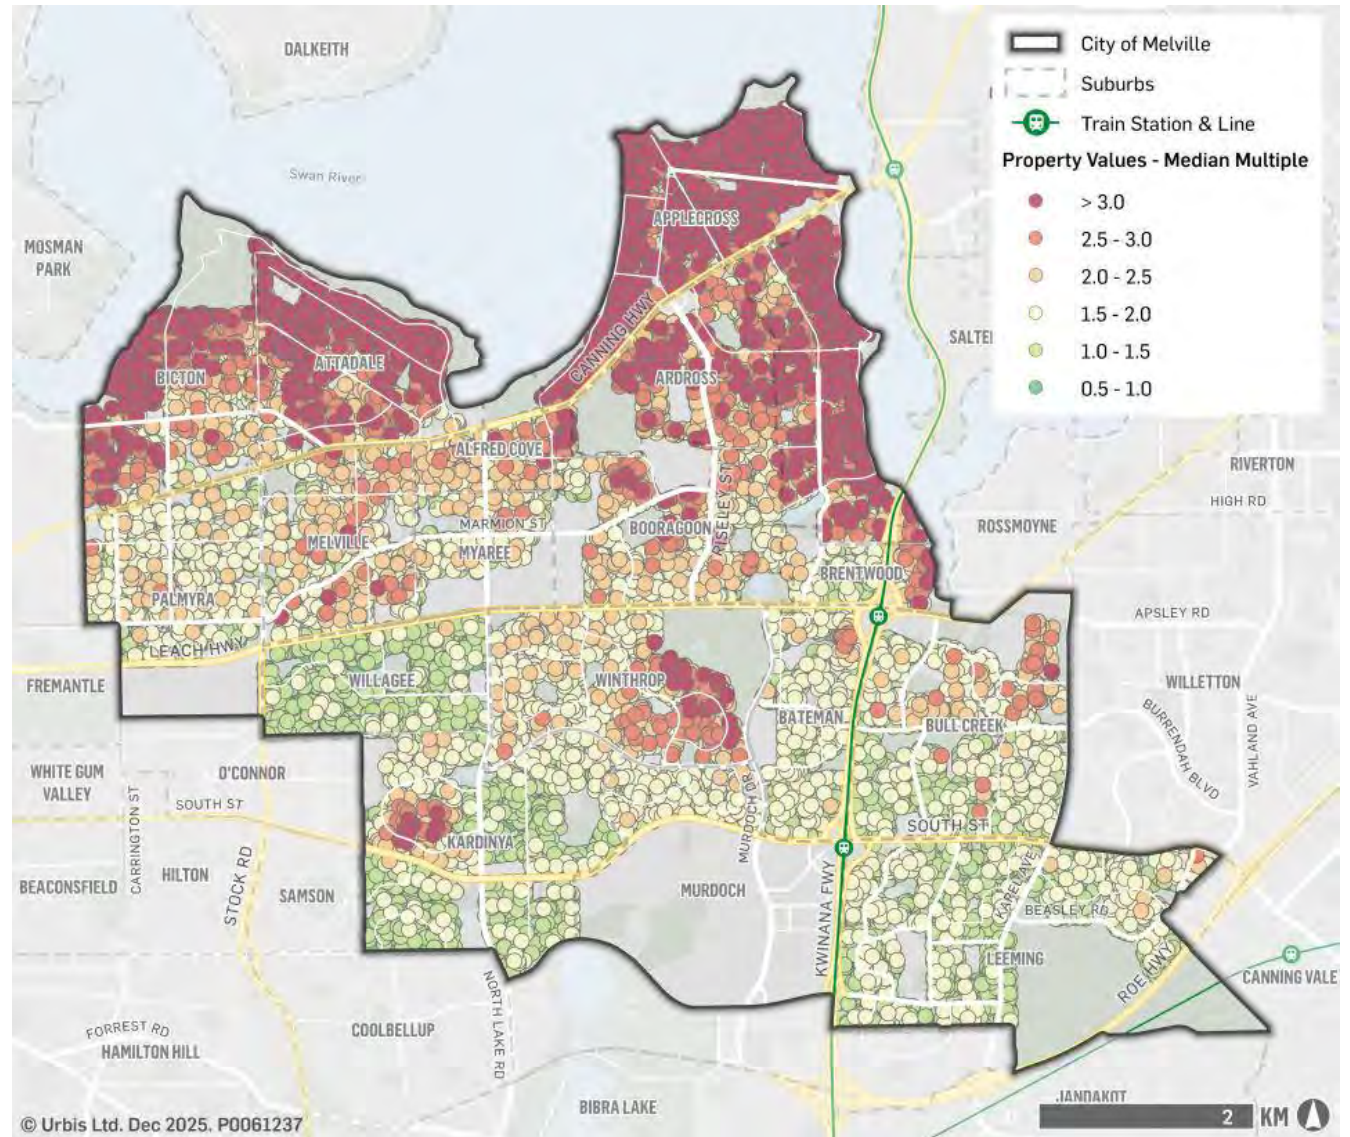 City of Melville
Suburbs
Train Station & Line
Property Values - Median Multiple
> 3.0
2.5 - 3.0
2.0 - 2.5
1.5 - 2.0
1.0 - 1.5
0.5 - 1.0
DALKEITH
Swan River
MOSMAN
PARK
APPLECROSS
CANNING HWY
SALTE
BICTON
ATTADALE
ARDROSS
ALFRED COVE
RISELEY ST
RIVERTON
HIGH RD
MARMION ST
BOORAGOON
ROSSMOYNE
MELVILLE
MYAREE
BRENTWOOD
PALMYRA
APSLEY RD
LEACH HWY
FREMANTLE
WILLAGEE
WINTHROP
WILLETTON
BATEMAN
BULL CREEK
BURRENDAH BLVD
VAHLAND AVE
WHITE GUM
VALLEY
O'CONNOR
CARRINGTON ST
SOUTH ST
MURDOCH DR
SOUTH ST
KARDINYA
BEACONSFIELD
HILTON
STOCK RD
SAMSON
MURDOCH
KWINANA FWY
KAREL AVE
BEASLEY RD
LEEMING
ROE HWY
CANNING VALE
NORTH LAKE RD
FORREST RD
HAMILTON HILL
COOLBELLUP
BIBRA LAKE
JANDAKOT
2 KM
© Urbis Ltd. Dec 2025. P0061237